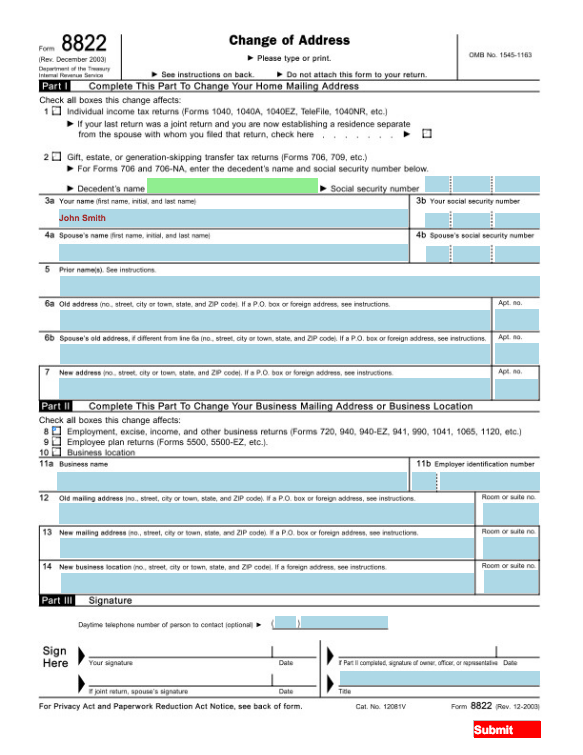 Form 8822
(Rev. December 2003)
Department of the Treasury
Internal Revenue Service
Change of Address
► Please type or print.
► See instructions on back. ► Do not attach this form to your return.
OMB No. 1545-1163
Part I Complete This Part To Change Your Home Mailing Address
Check all boxes this change affects:
1 Individual income tax returns (Forms 1040, 1040A, 1040EZ, TeleFile, 1040NR, etc.)
► If your last return was a joint return and you are now establishing a residence separate
from the spouse with whom you filed that return, check here . . . . . . . ►
2 Gift, estate, or generation-skipping transfer tax returns (Forms 706, 709, etc.)
► For Forms 706 and 706-NA, enter the decedent's name and social security number below.
► Decedent's name ► Social security number
3a Your name (first name, initial, and last name) 3b Your social security number
John Smith
4a Spouse's name (first name, initial, and last name) 4b Spouse's social security number
5 Prior name(s). See instructions.
6a Old address (no., street, city or town, state, and ZIP code). If a P.O. box or foreign address, see instructions. Apt. no.
6b Spouse's old address, if different from line 6a (no., street, city or town, state, and ZIP code). If a P.O. box or foreign address, see instructions. Apt. no.
7 New address (no., street, city or town, state, and ZIP code). If a P.O. box or foreign address, see instructions. Apt. no.
Part II Complete This Part To Change Your Business Mailing Address or Business Location
Check all boxes this change affects:
8 Employment, excise, income, and other business returns (Forms 720, 940, 940-EZ, 941, 990, 1041, 1065, 1120, etc.)
9 Employee plan returns (Forms 5500, 5500-EZ, etc.).
10 Business location
11a Business name 11b Employer identification number
12 Old mailing address (no., street, city or town, state, and ZIP code). If a P.O. box or foreign address, see instructions. Room or suite no.
13 New mailing address (no., street, city or town, state, and ZIP code). If a P.O. box or foreign address, see instructions. Room or suite no.
14 New business location (no., street, city or town, state, and ZIP code). If a foreign address, see instructions. Room or suite no.
Part III Signature
Daytime telephone number of person to contact (optional) ► ( )
Sign
Here
Your signature Date If Part II completed, signature of owner, officer, or representative Date
If joint return, spouse's signature Date Title
For Privacy Act and Paperwork Reduction Act Notice, see back of form. Cat. No. 12081V Form 8822 (Rev. 12-2003)
Submit